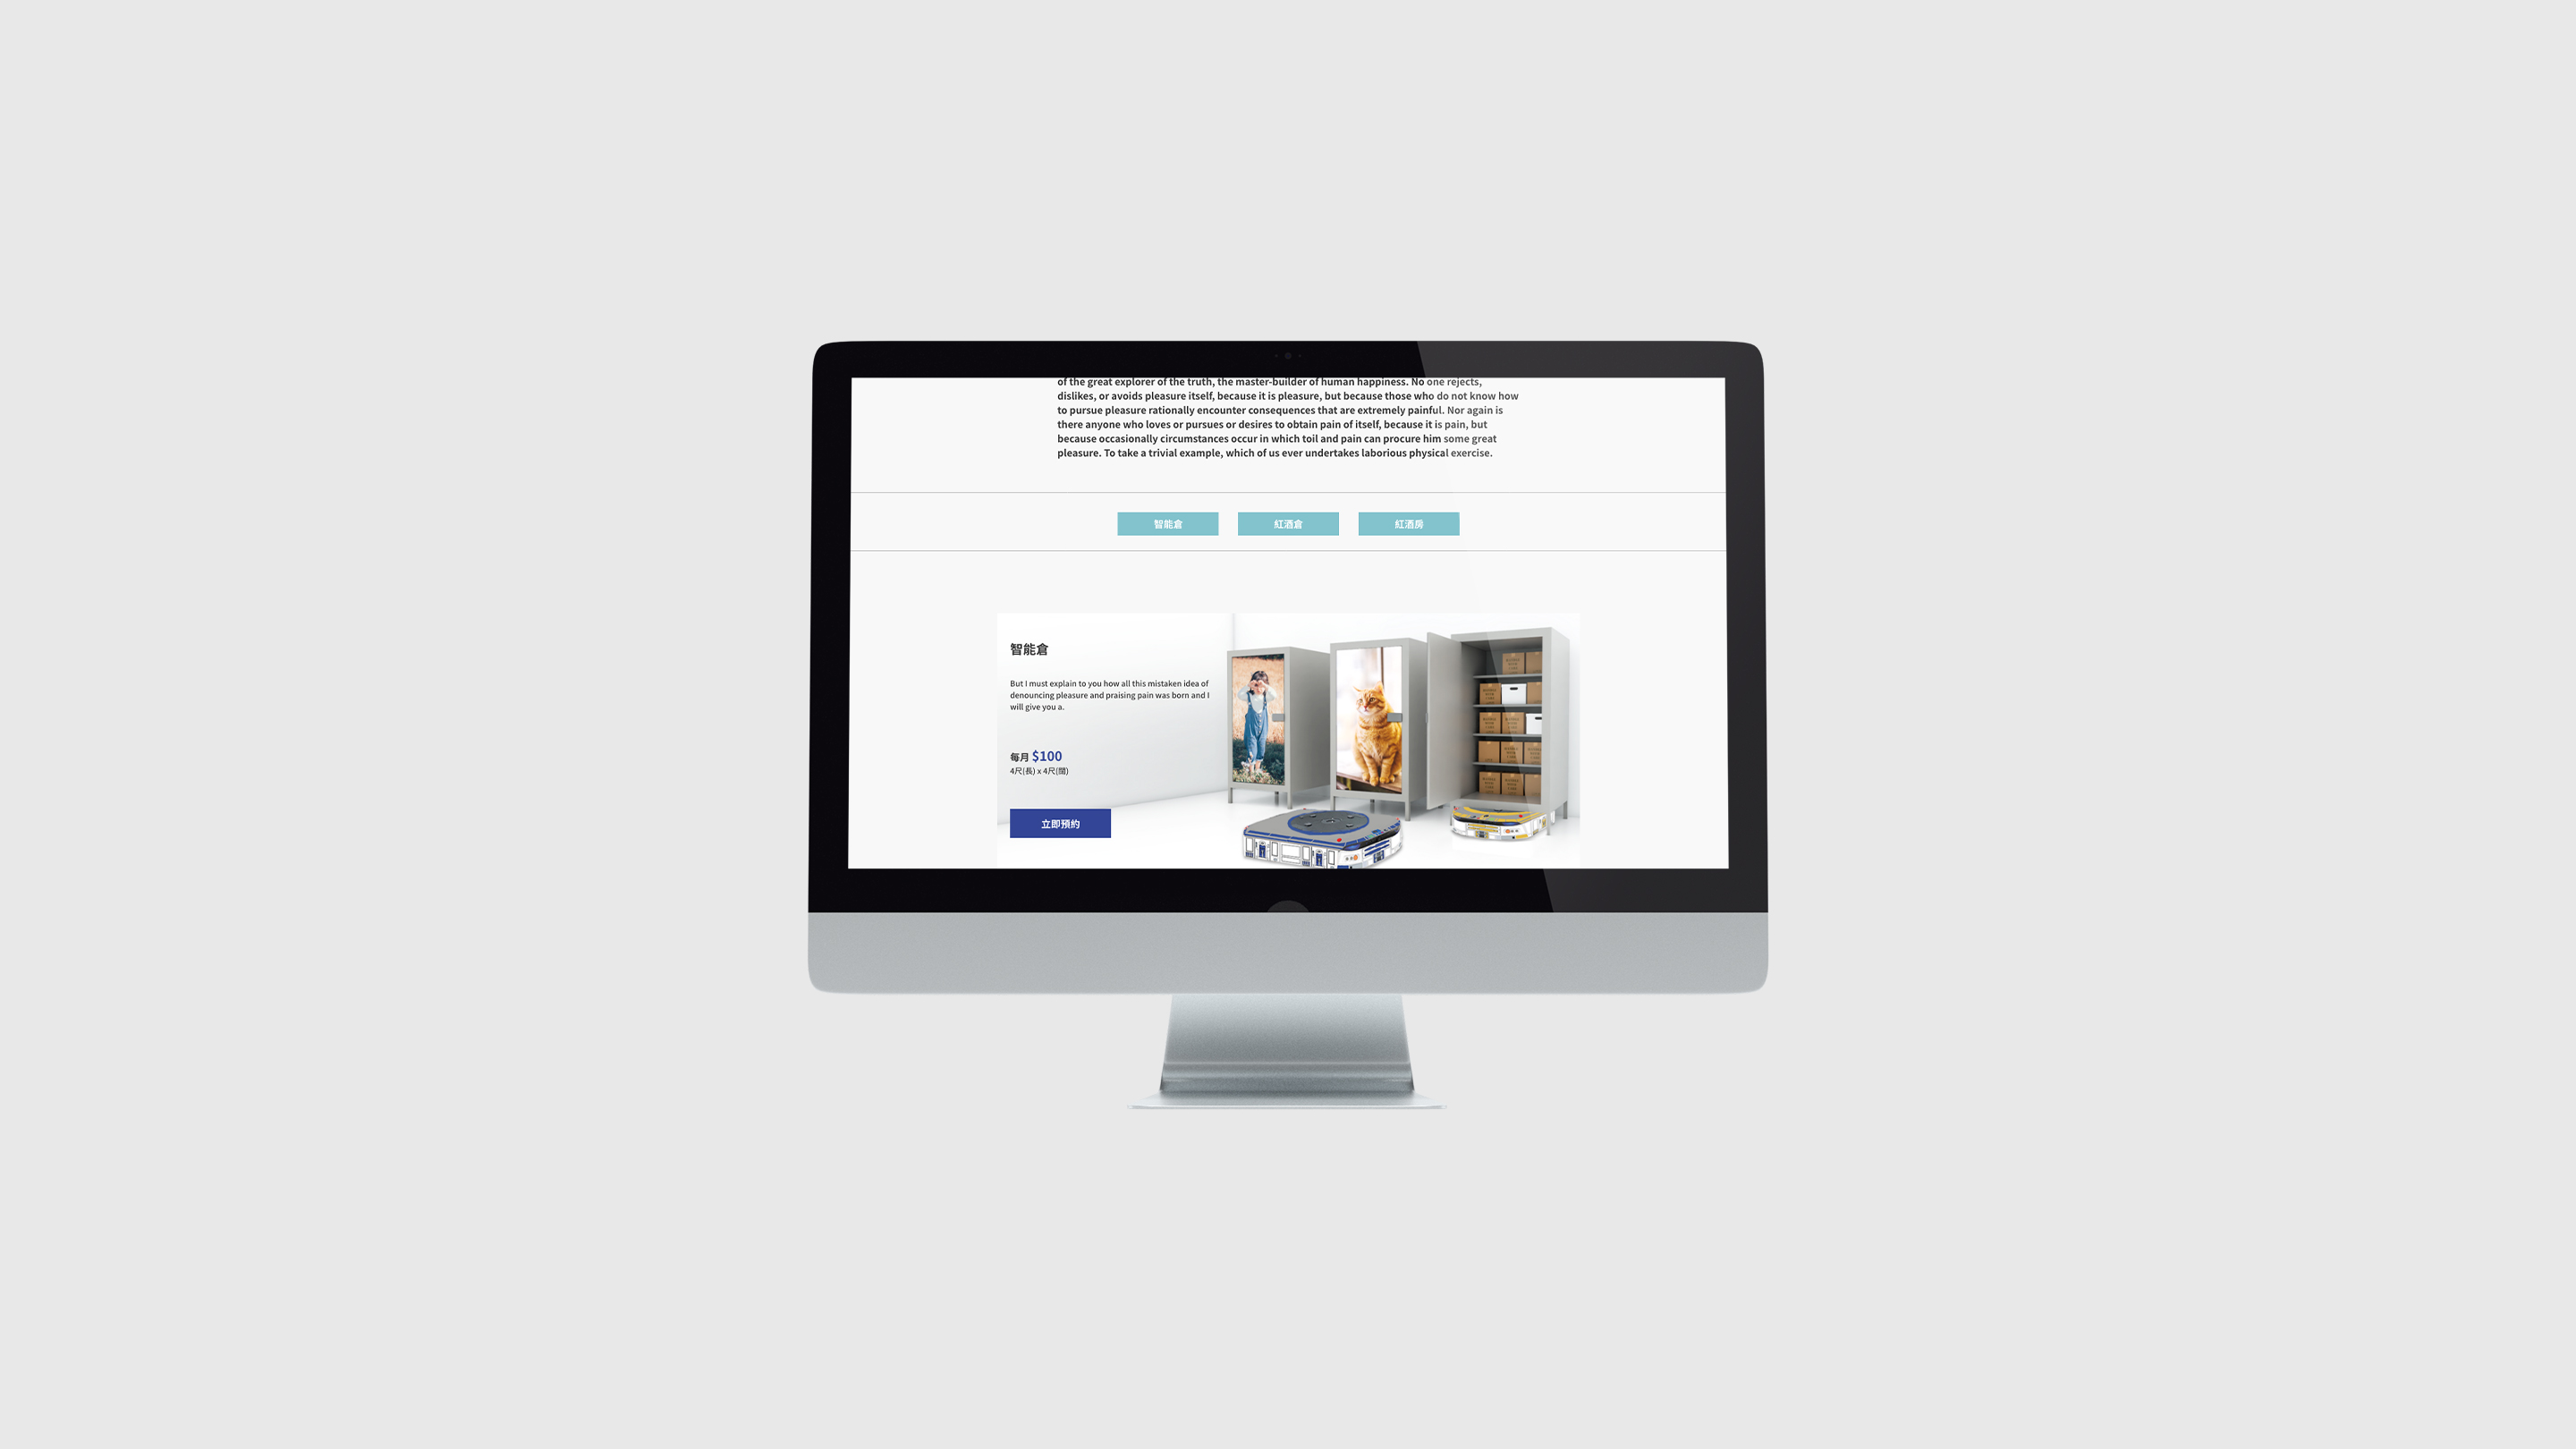 of the great explorer of the truth, the master-builder of human happiness. No one rejects,
dislikes, or avoids pleasure itself, because it is pleasure, but because those who do not know how
to pursue pleasure rationally encounter consequences that are extremely painful. Nor again is
there anyone who loves or pursues or desires to obtain pain of itself, because it is pain, but
because occasionally circumstances occur in which toil and pain can procure him some great
pleasure. To take a trivial example, which of us ever undertakes laborious physical exercise.
智能倉
紅酒倉
紅酒房
智能倉
But I must explain to you how all this mistaken idea of
denouncing pleasure and praising pain was born and I
will give you a.
每月 $100
4尺(長) x 4尺(闊)
立即預約